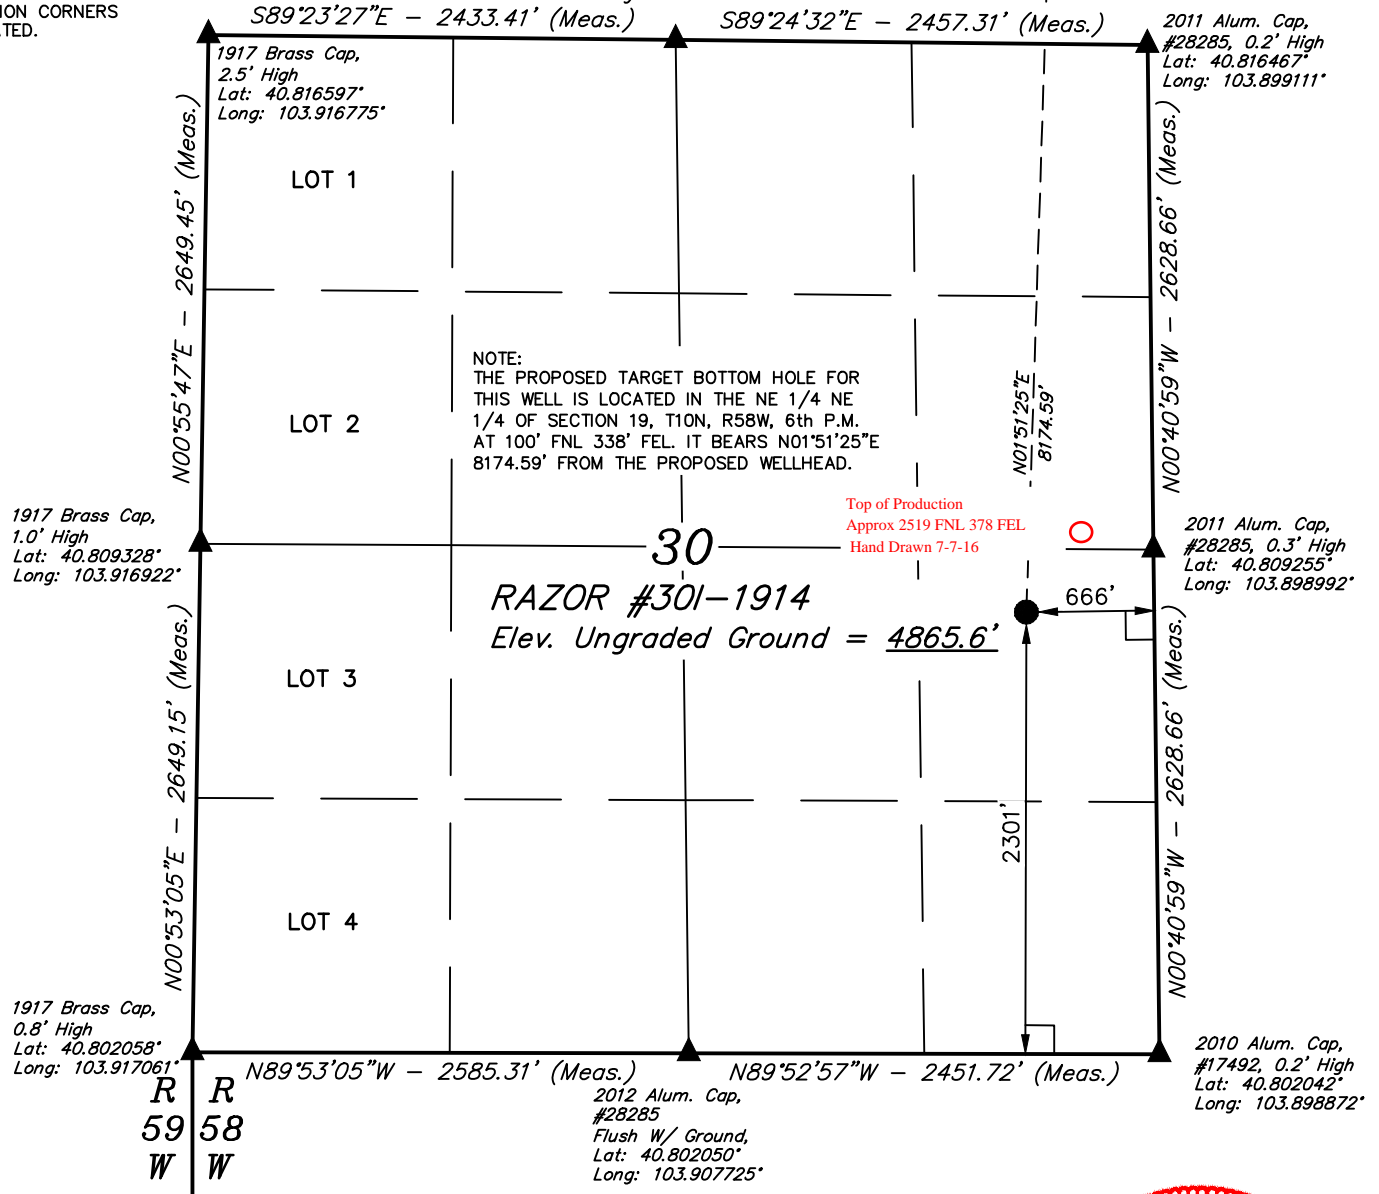 ION CORNERS
TED.
S89°23'27"E - 2433.41' (Meas.)
S89°24'32"E - 2457.31' (Meas.)
2011 Alum. Cap,
#28285, 0.2' High
Lat: 40.816467°
Long: 103.899111°
1917 Brass Cap,
2.5' High
Lat: 40.816597°
Long: 103.916775°
N00°55'47"E - 2649.45' (Meas.)
N00°40'59"W - 2628.66' (Meas.)
LOT 1
LOT 2
NOTE:
THE PROPOSED TARGET BOTTOM HOLE FOR
THIS WELL IS LOCATED IN THE NE 1/4 NE
1/4 OF SECTION 19, T10N, R58W, 6th P.M.
AT 100' FNL 338' FEL. IT BEARS N01°51'25"E
8174.59' FROM THE PROPOSED WELLHEAD.
N01°51'25"E
8174.59'
Top of Production
Approx 2519 FNL 378 FEL
Hand Drawn 7-7-16
1917 Brass Cap,
1.0' High
Lat: 40.809328°
Long: 103.916922°
2011 Alum. Cap,
#28285, 0.3' High
Lat: 40.809255°
Long: 103.898992°
30
RAZOR #30I-1914
Elev. Ungraded Ground = 4865.6'
666'
N00°53'05"E - 2649.15' (Meas.)
N00°40'59"W - 2628.66' (Meas.)
LOT 3
2301'
LOT 4
1917 Brass Cap,
0.8' High
Lat: 40.802058°
Long: 103.917061°
2010 Alum. Cap,
#17492, 0.2' High
Lat: 40.802042°
Long: 103.898872°
N89°53'05"W - 2585.31' (Meas.)
N89°52'57"W - 2451.72' (Meas.)
2012 Alum. Cap,
#28285
Flush W/ Ground,
Lat: 40.802050°
Long: 103.907725°
R R
59 58
W W